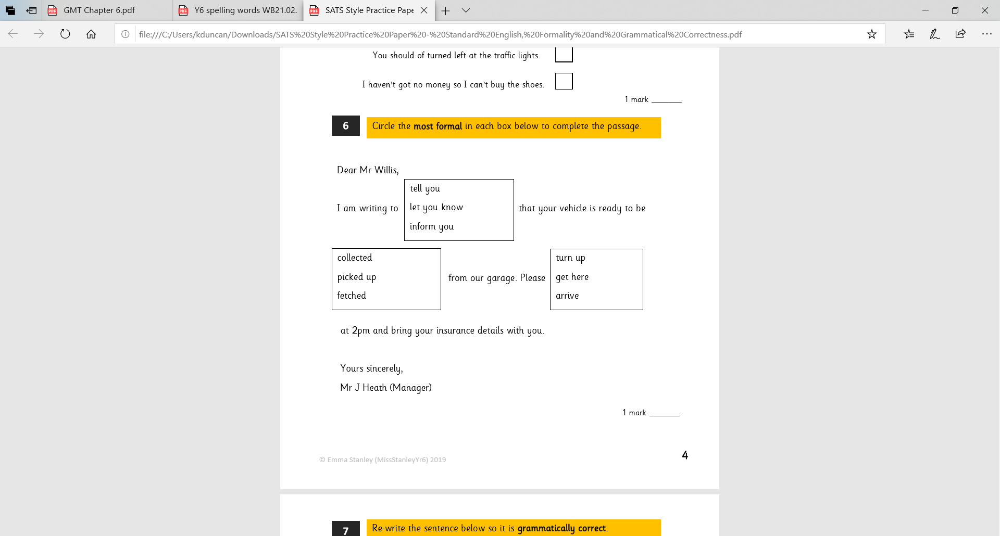 GMT Chapter 6.pdf
Y6 spelling words WB21.02.
SATS Style Practice Pape
file:///C:/Users/kduncan/Downloads/SATS%20Style%20Practice%20Paper%20-%20Standard%20English,%20Formality%20and%20Grammatical%20Correctness.pdf
You should of turned left at the traffic lights.
I haven't got no money so I can't buy the shoes.
1 mark _______
6 Circle the most formal in each box below to complete the passage.
Dear Mr Willis,
tell you
let you know
inform you
I am writing to
that your vehicle is ready to be
collected
picked up
fetched
from our garage. Please
turn up
get here
arrive
at 2pm and bring your insurance details with you.
Yours sincerely,
Mr J Heath (Manager)
1 mark _______
© Emma Stanley (MissStanleyYr6) 2019
4
7 Re-write the sentence below so it is grammatically correct.